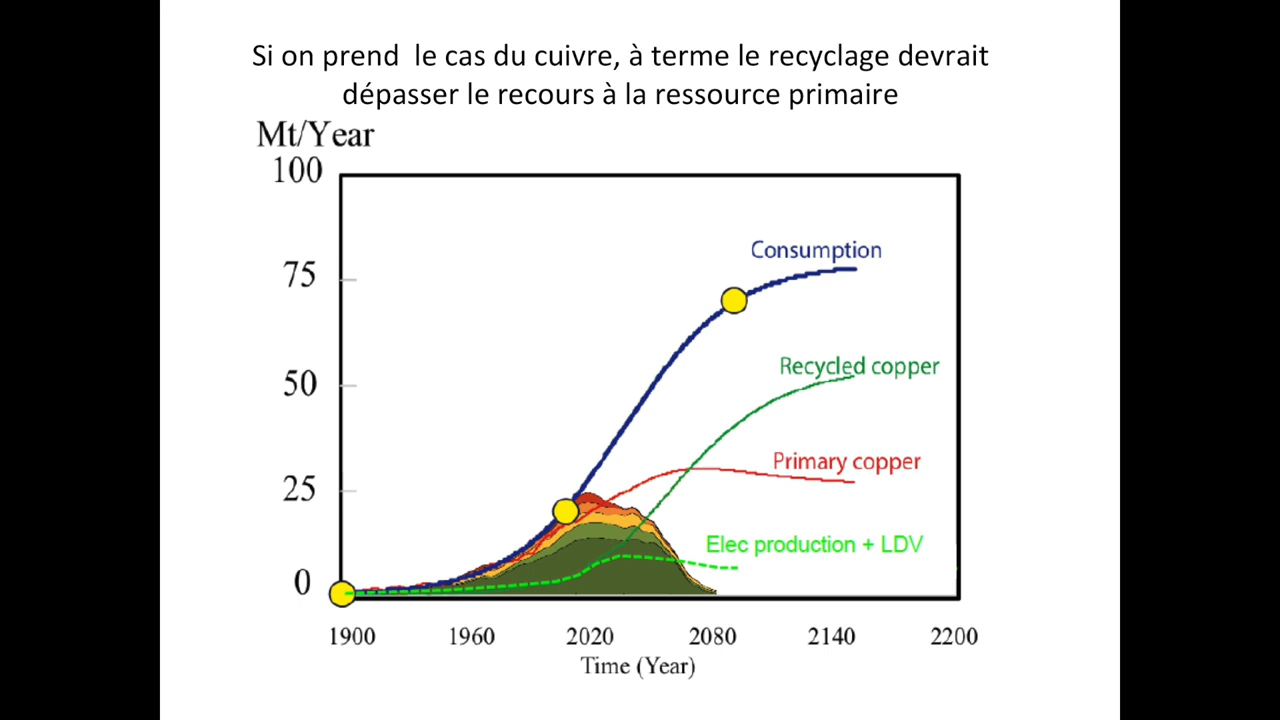 Si on prend le cas du cuivre, à terme le recyclage devrait
dépasser le recours à la ressource primaire
Mt/Year
100
75
50
25
0
Consumption
Recycled copper
Primary copper
Elec production + LDV
1900 1960 2020 2080 2140 2200
Time (Year)